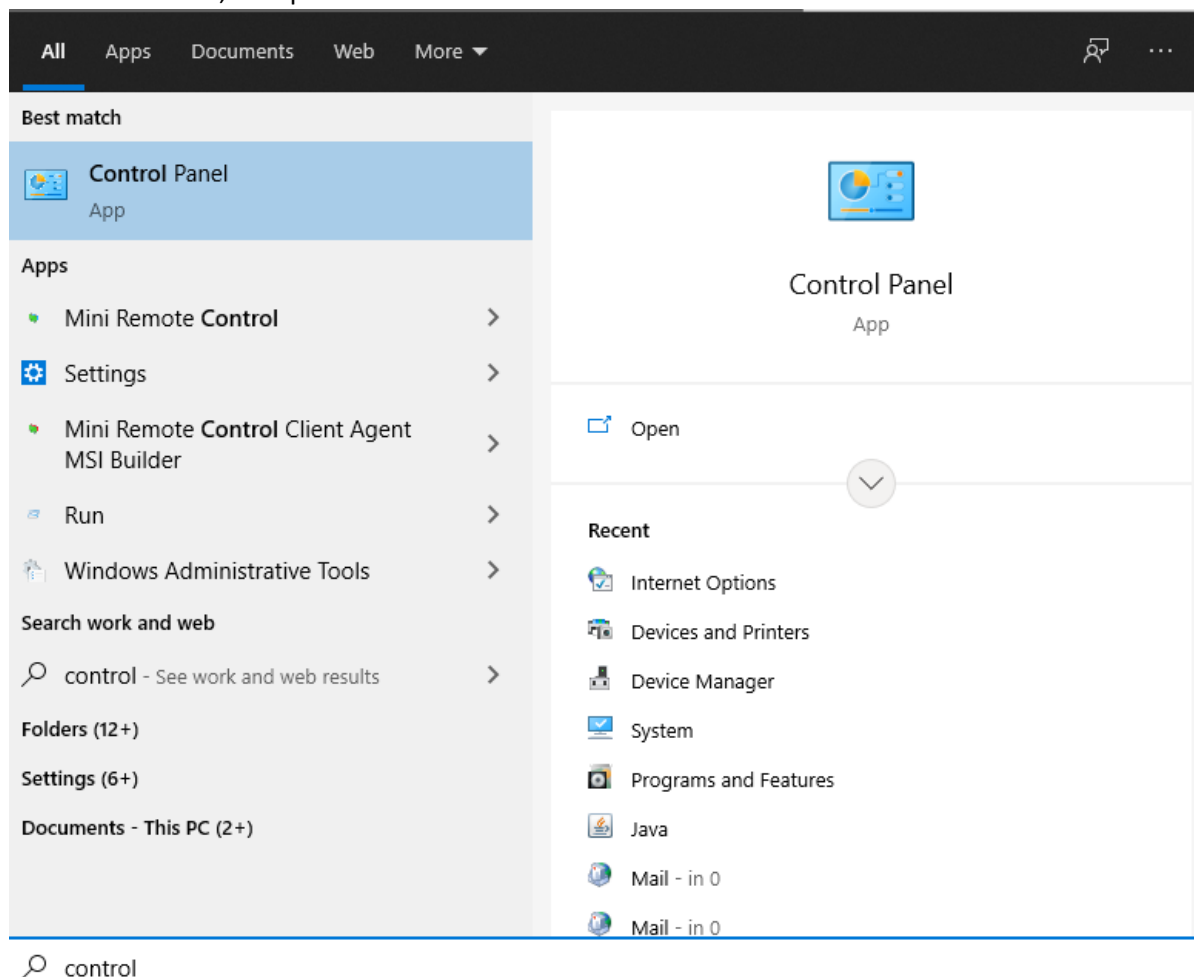 All Apps Documents Web More
Best match
Control Panel
App
Apps
Mini Remote Control
Settings
Mini Remote Control Client Agent
MSI Builder
Run
Windows Administrative Tools
Search work and web
control - See work and web results
Folders (12+)
Settings (6+)
Documents - This PC (2+)
Control Panel
App
Open
Recent
Internet Options
Devices and Printers
Device Manager
System
Programs and Features
Java
Mail - in 0
Mail - in 0
control